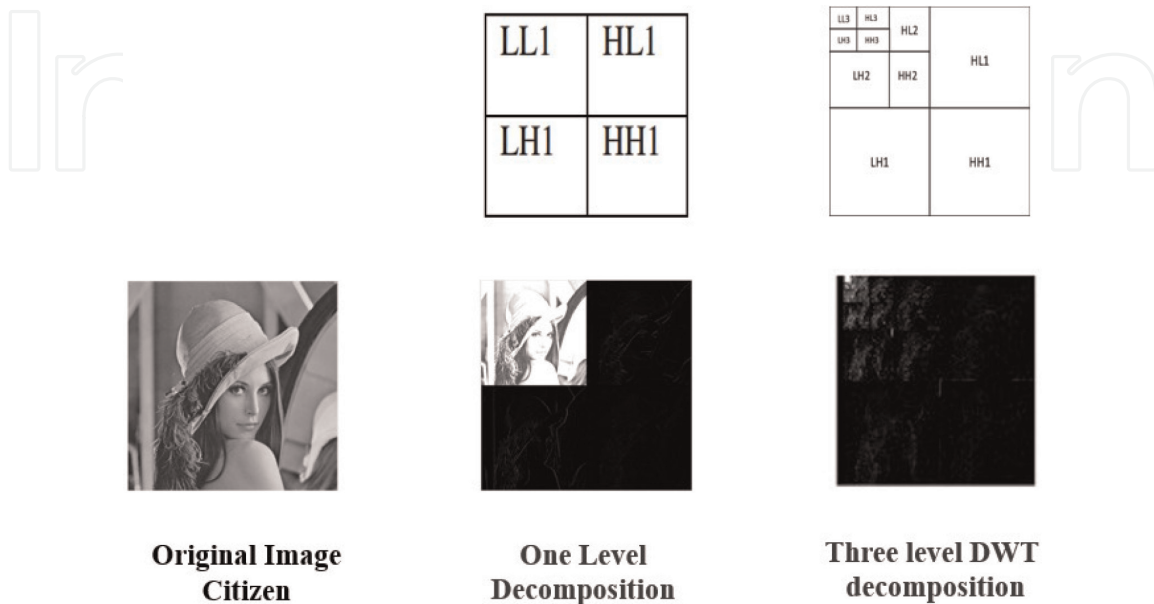 LL1 HL1
LH1 HH1
LL3 HL3
LH3 HH3
HL2
LH2 HH2
HL1
LH1 HH1
Original Image
Citizen
One Level
Decomposition
Three level DWT
decomposition